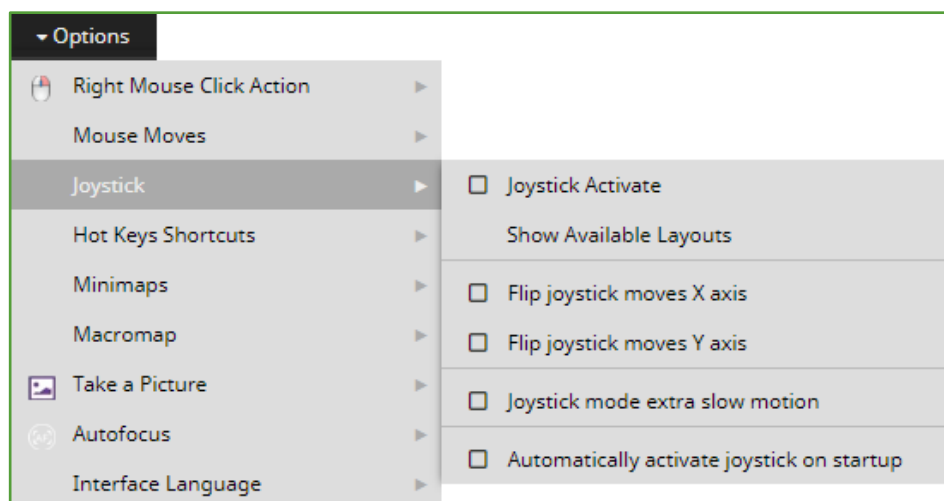 Options
Right Mouse Click Action
Mouse Moves
Joystick
Joystick Activate
Show Available Layouts
Flip joystick moves X axis
Flip joystick moves Y axis
Joystick mode extra slow motion
Automatically activate joystick on startup
Hot Keys Shortcuts
Minimaps
Macromap
Take a Picture
Autofocus
Interface Language